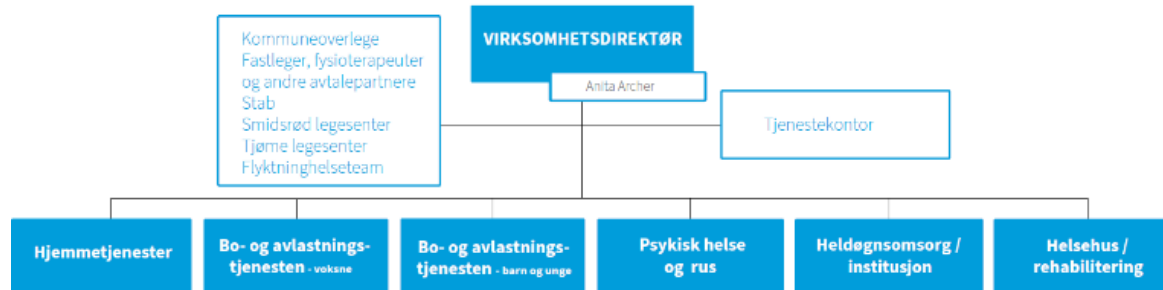 Kommuneoverlege
Fastleger, fysioterapeuter
og andre avtalepartnere
Stab
Smidsrød legesenter
Tjøme legesenter
Flyktninghelseteam
VIRKSOMHETSDIREKTØR
Anita Archer
Tjenestekontor
Hjemmetjenester
Bo- og avlastnings-
tjenesten - voksne
Bo- og avlastnings-
tjenesten - barn og unge
Psykisk helse
og rus
Heldøgnsomsorg /
institusjon
Helsehus /
rehabilitering